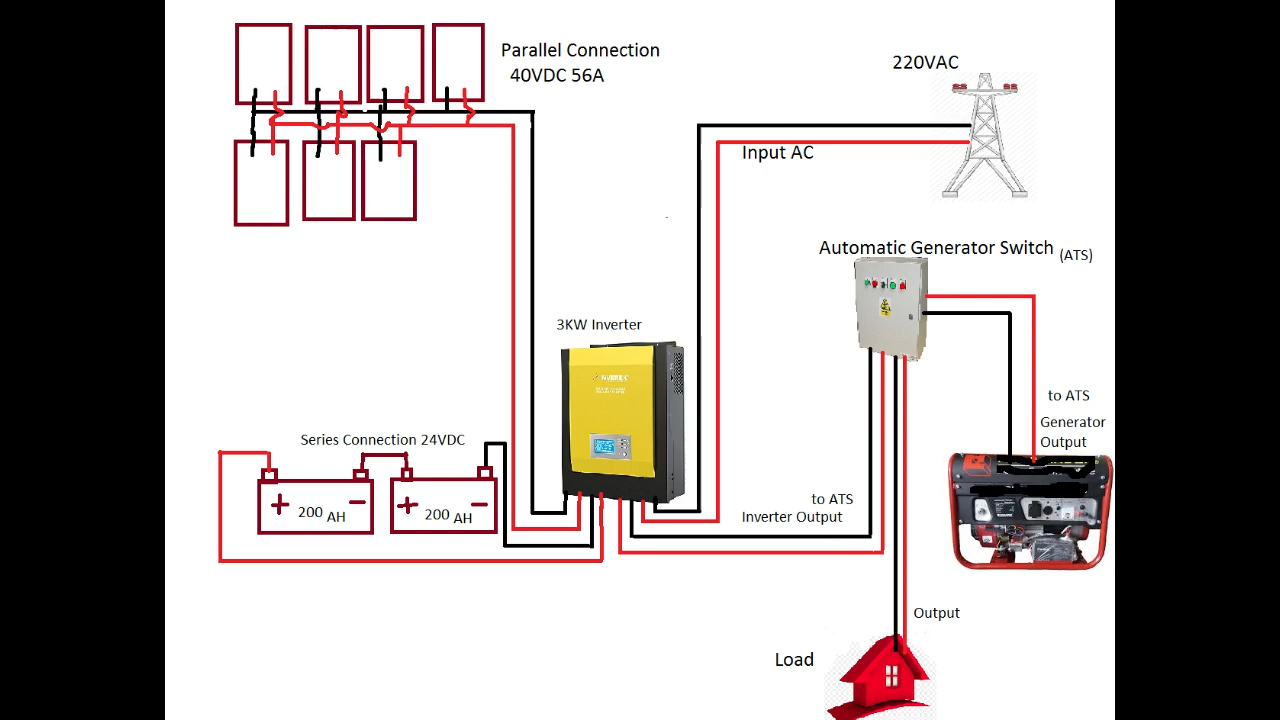 Parallel Connection
40VDC 56A
220VAC
Input AC
Automatic Generator Switch (ATS)
3KW Inverter
to ATS
Generator
Output
Series Connection 24VDC
+ − + −
200 AH 200 AH
to ATS
Inverter Output
Output
Load